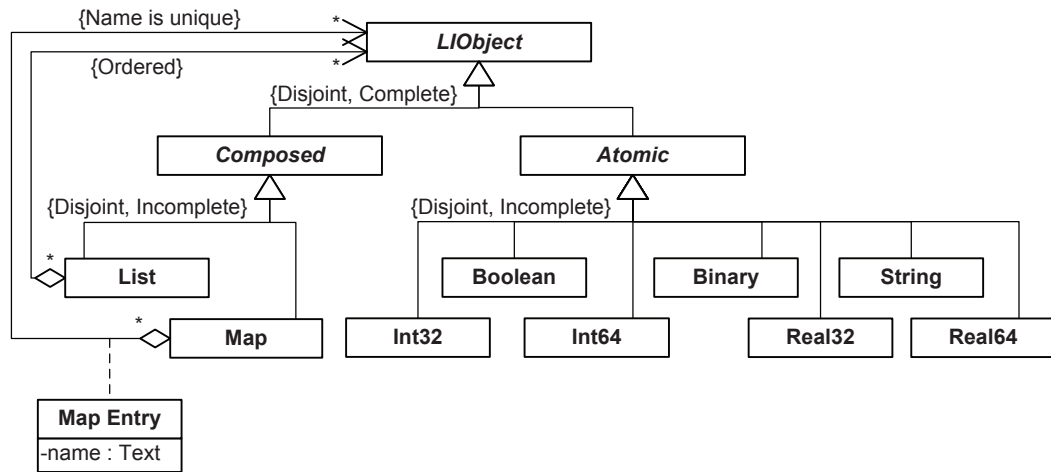 {Name is unique}
*
LIObject
*
{Ordered}
{Disjoint, Complete}
Composed
Atomic
{Disjoint, Incomplete}
{Disjoint, Incomplete}
*
List
Boolean
Binary
String
*
Map
Int32
Int64
Real32
Real64
Map Entry
-name : Text